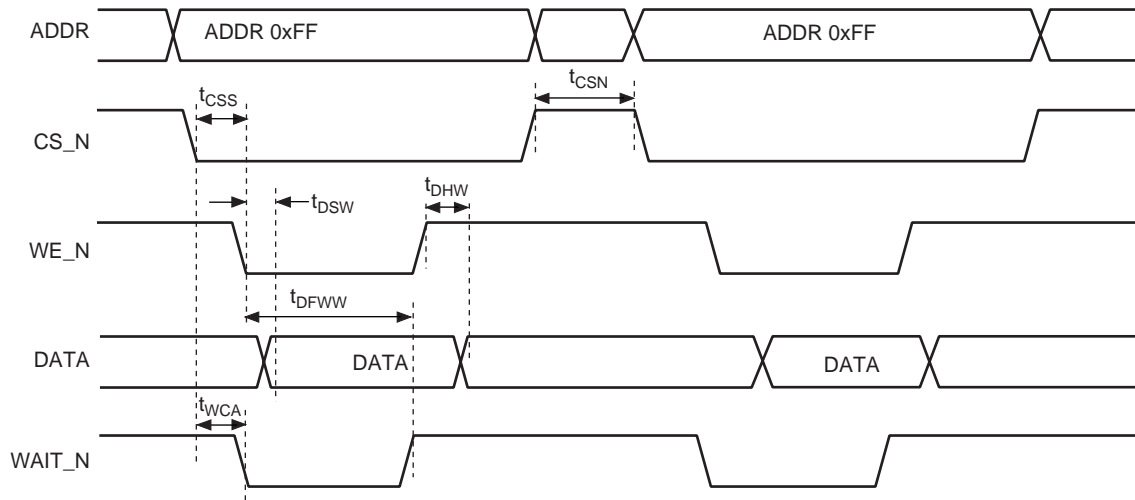 ADDR ADDR 0xFF ADDR 0xFF
tCSS tCSN
CS_N
tDSW tDHW
WE_N
tDFWW
DATA DATA DATA
tWCA
WAIT_N